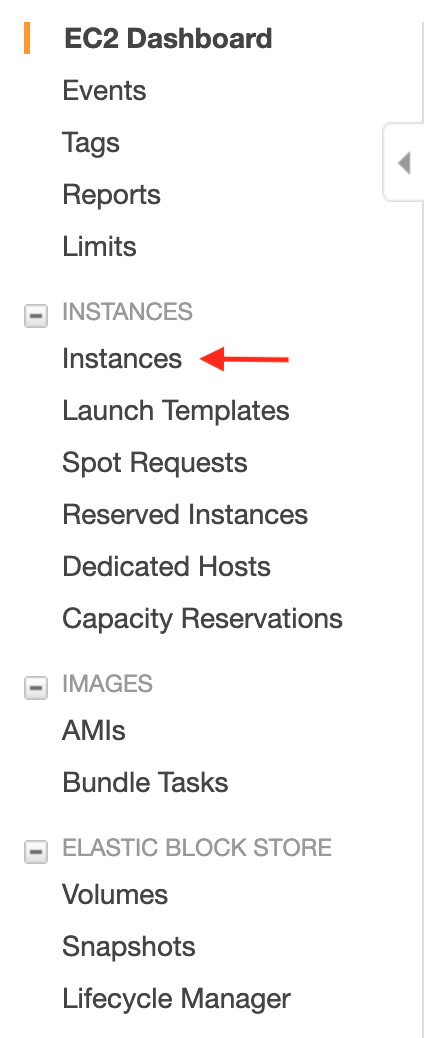 EC2 Dashboard
Events
Tags
Reports
Limits
INSTANCES
Instances
Launch Templates
Spot Requests
Reserved Instances
Dedicated Hosts
Capacity Reservations
IMAGES
AMIs
Bundle Tasks
ELASTIC BLOCK STORE
Volumes
Snapshots
Lifecycle Manager